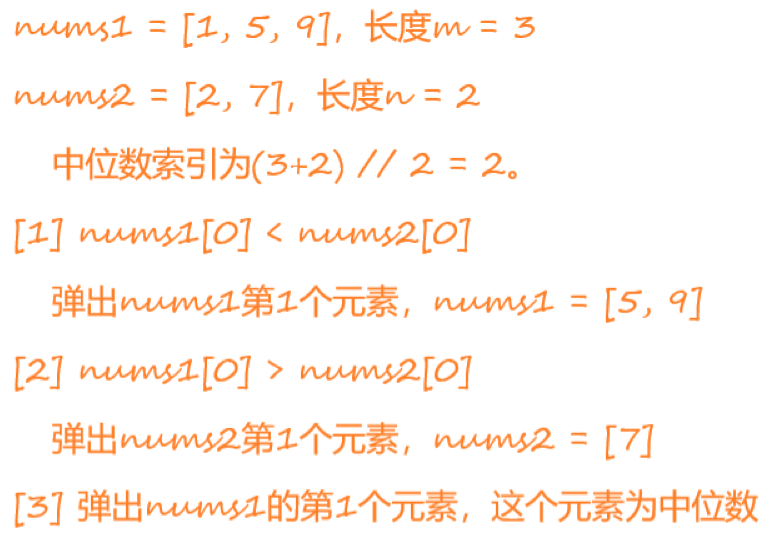 nums1 = [1, 5, 9]，长度m = 3
nums2 = [2, 7]，长度n = 2
中位数索引为(3+2) // 2 = 2。
[1] nums1[0] < nums2[0]
弹出nums1第1个元素，nums1 = [5, 9]
[2] nums1[0] > nums2[0]
弹出nums2第1个元素，nums2 = [7]
[3] 弹出nums1的第1个元素，这个元素为中位数